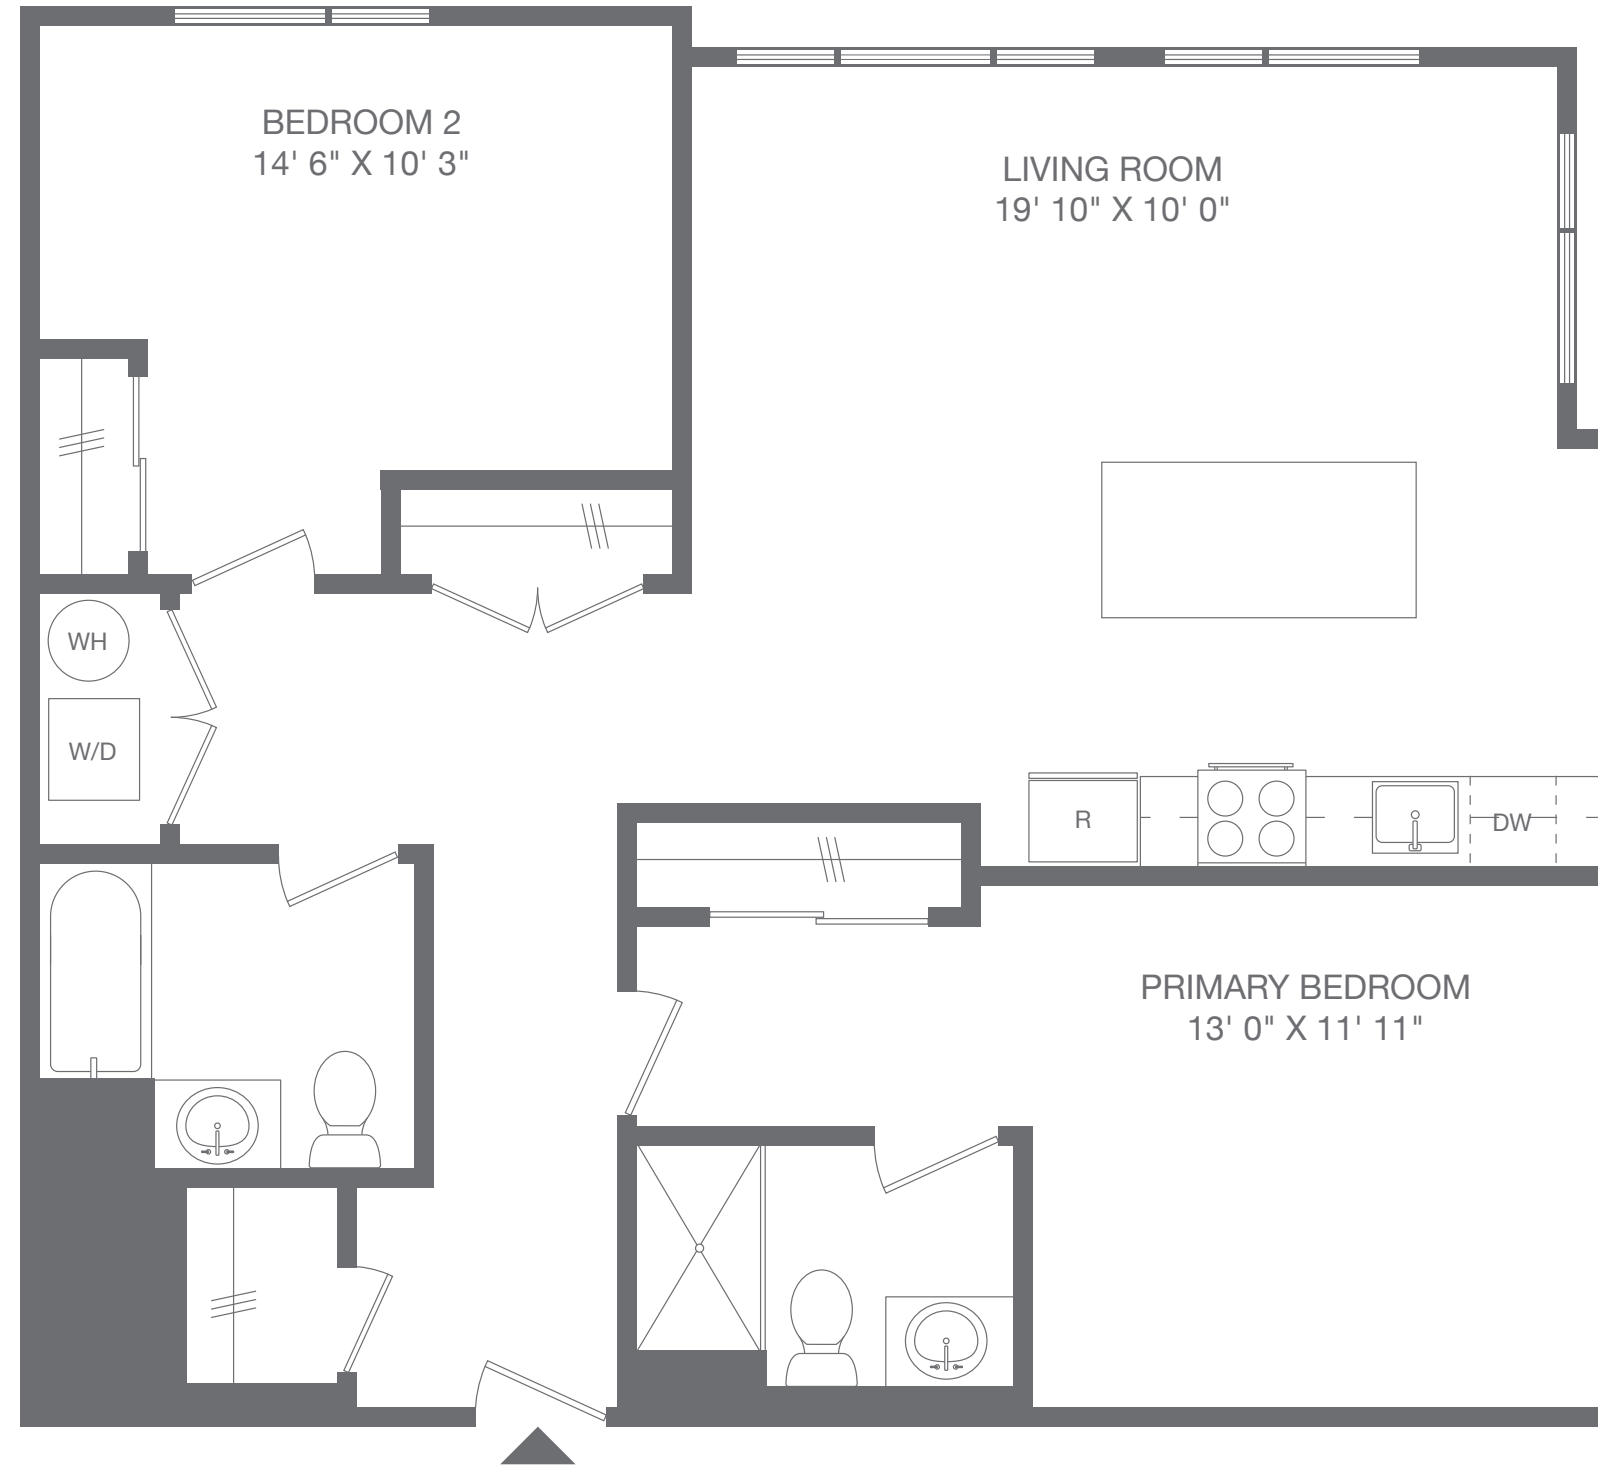 BEDROOM 2
14' 6" X 10' 3"
LIVING ROOM
19' 10" X 10' 0"
WH
W/D
R
DW
PRIMARY BEDROOM
13' 0" X 11' 11"